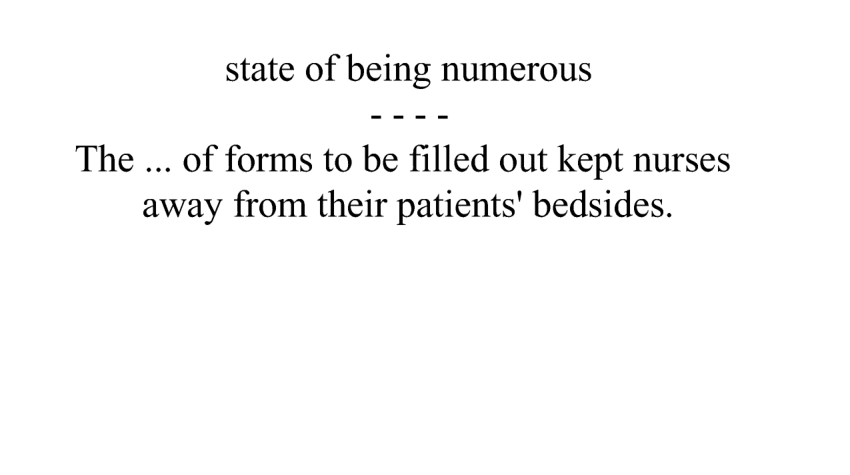 state of being numerous
- - - -
The ... of forms to be filled out kept nurses
away from their patients' bedsides.